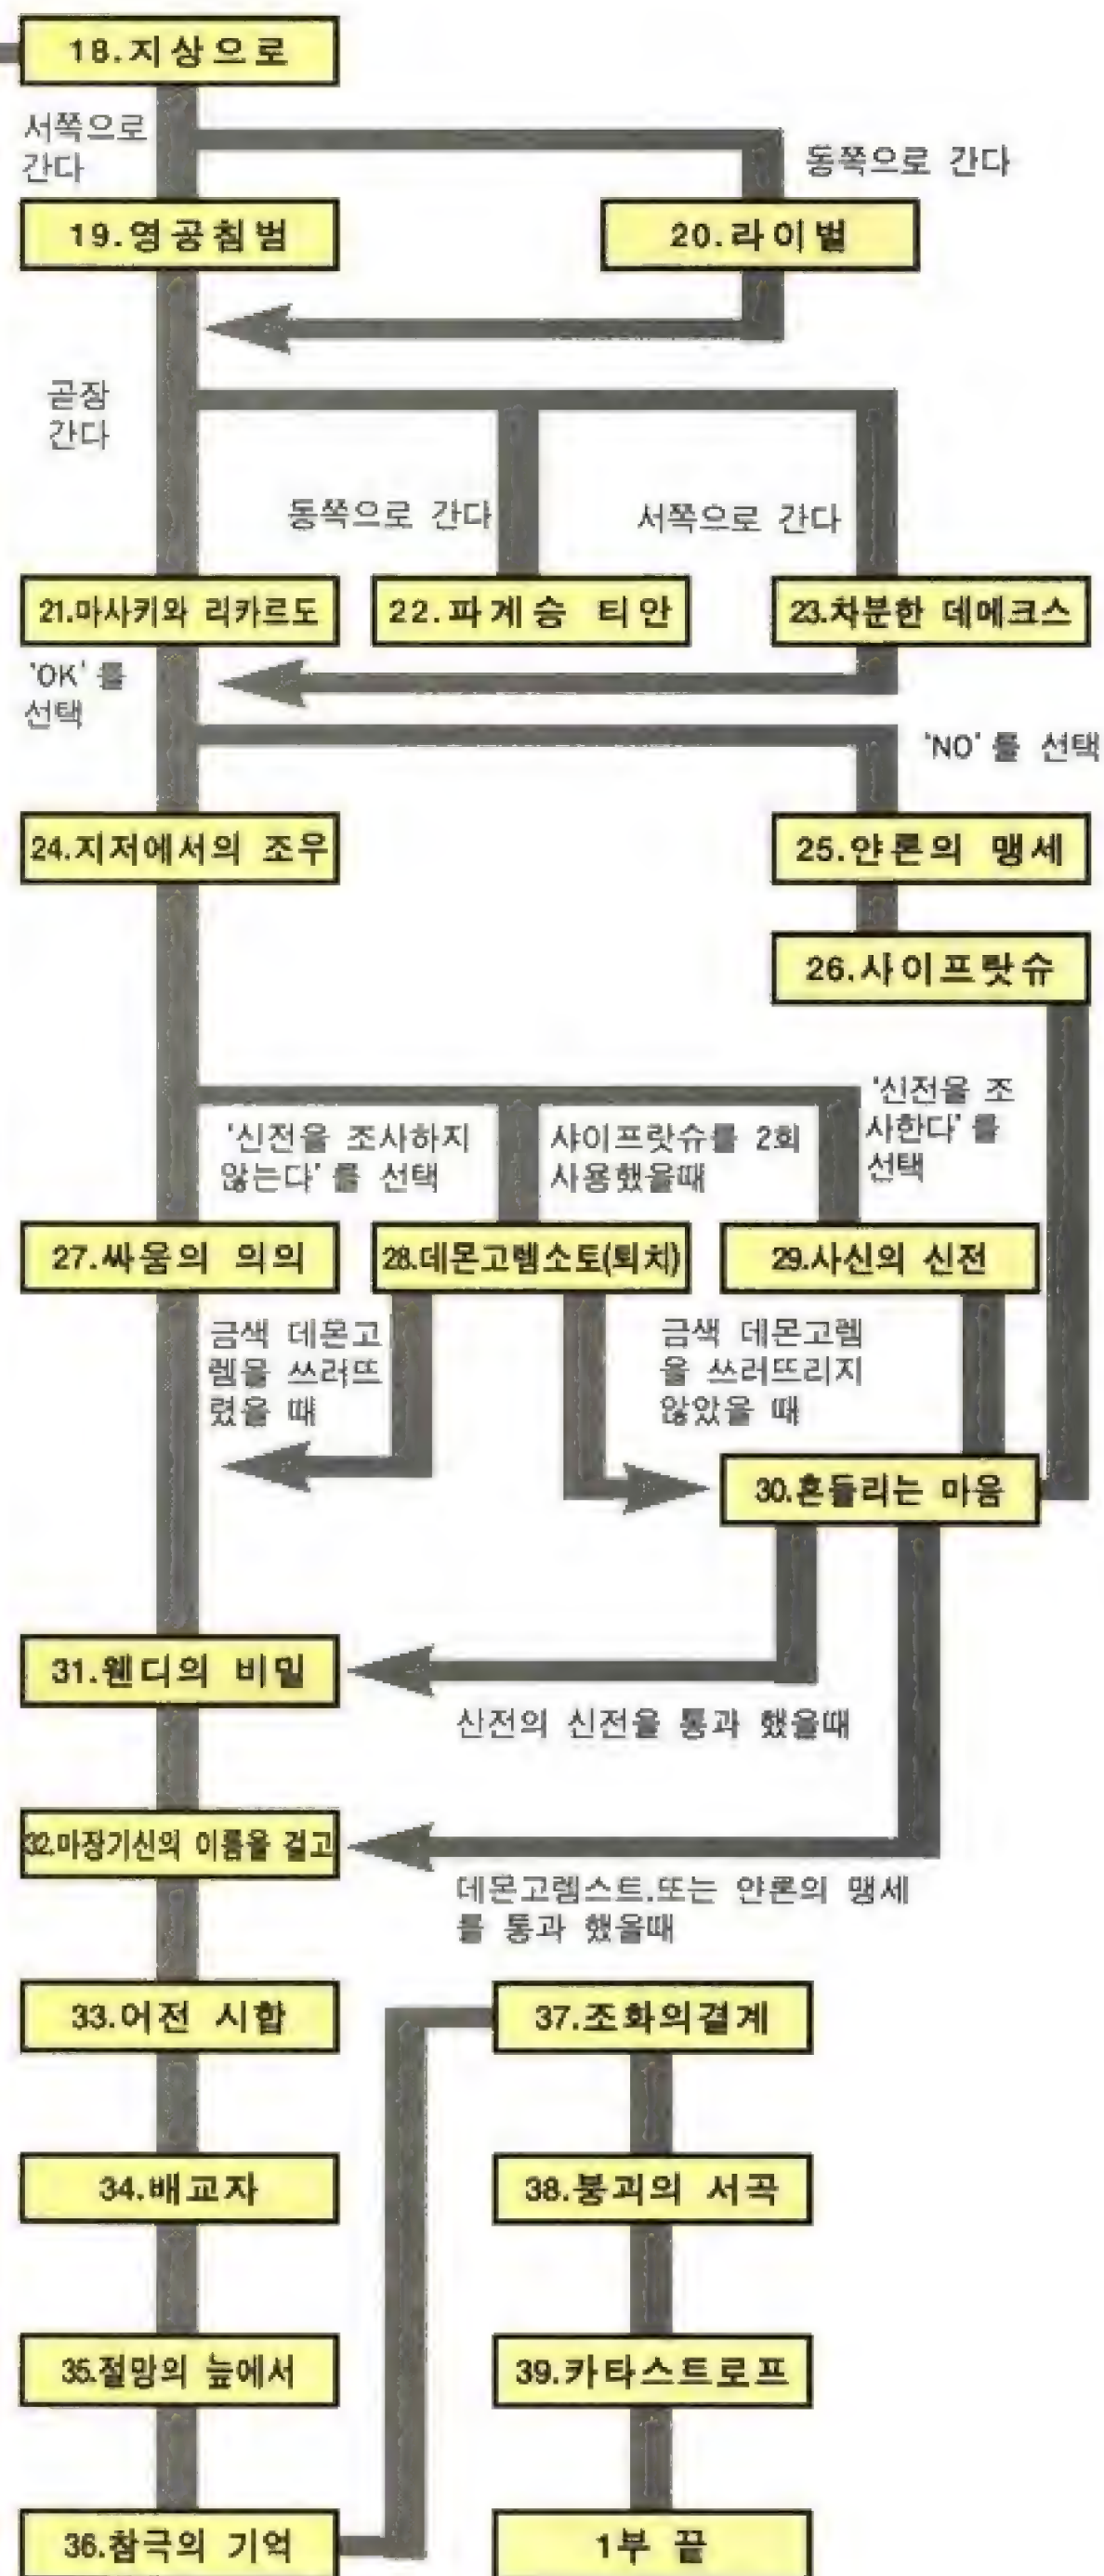 18.지상으로
서쪽으로
간다
동쪽으로 간다
19.영공침범
20.라이벌
곧장
간다
동쪽으로 간다
서쪽으로 간다
21.마사키와 리카르도
22.파계승 티안
23.차분한 데메크스
'OK'를
선택
'NO'를 선택
24.지저에서의 조우
25.얀론의 맹세
26.사이프랏슈
'신전을 조사하지
않는다'를 선택
샤이프랏슈를 2회
사용했을때
'신전을 조
사한다'를
선택
27.싸움의 의의
28.데몬고렘소토(퇴치)
29.사신의 신전
금색 데몬고
렘을 쓰러뜨
렸을 때
금색 데몬고렘
을 쓰러뜨리지
않았을 때
30.흔들리는 마음
31.웬디의 비밀
산전의 신전을 통과 했을때
32.마장기신의 이름을 걸고
데몬고렘스트.또는 얀론의 맹세
를 통과 했을때
33.어전 시합
37.조화의결계
34.배교자
38.붕괴의 서곡
35.절망의 늪에서
39.카타스트로프
36.참극의 기억
1부 끝